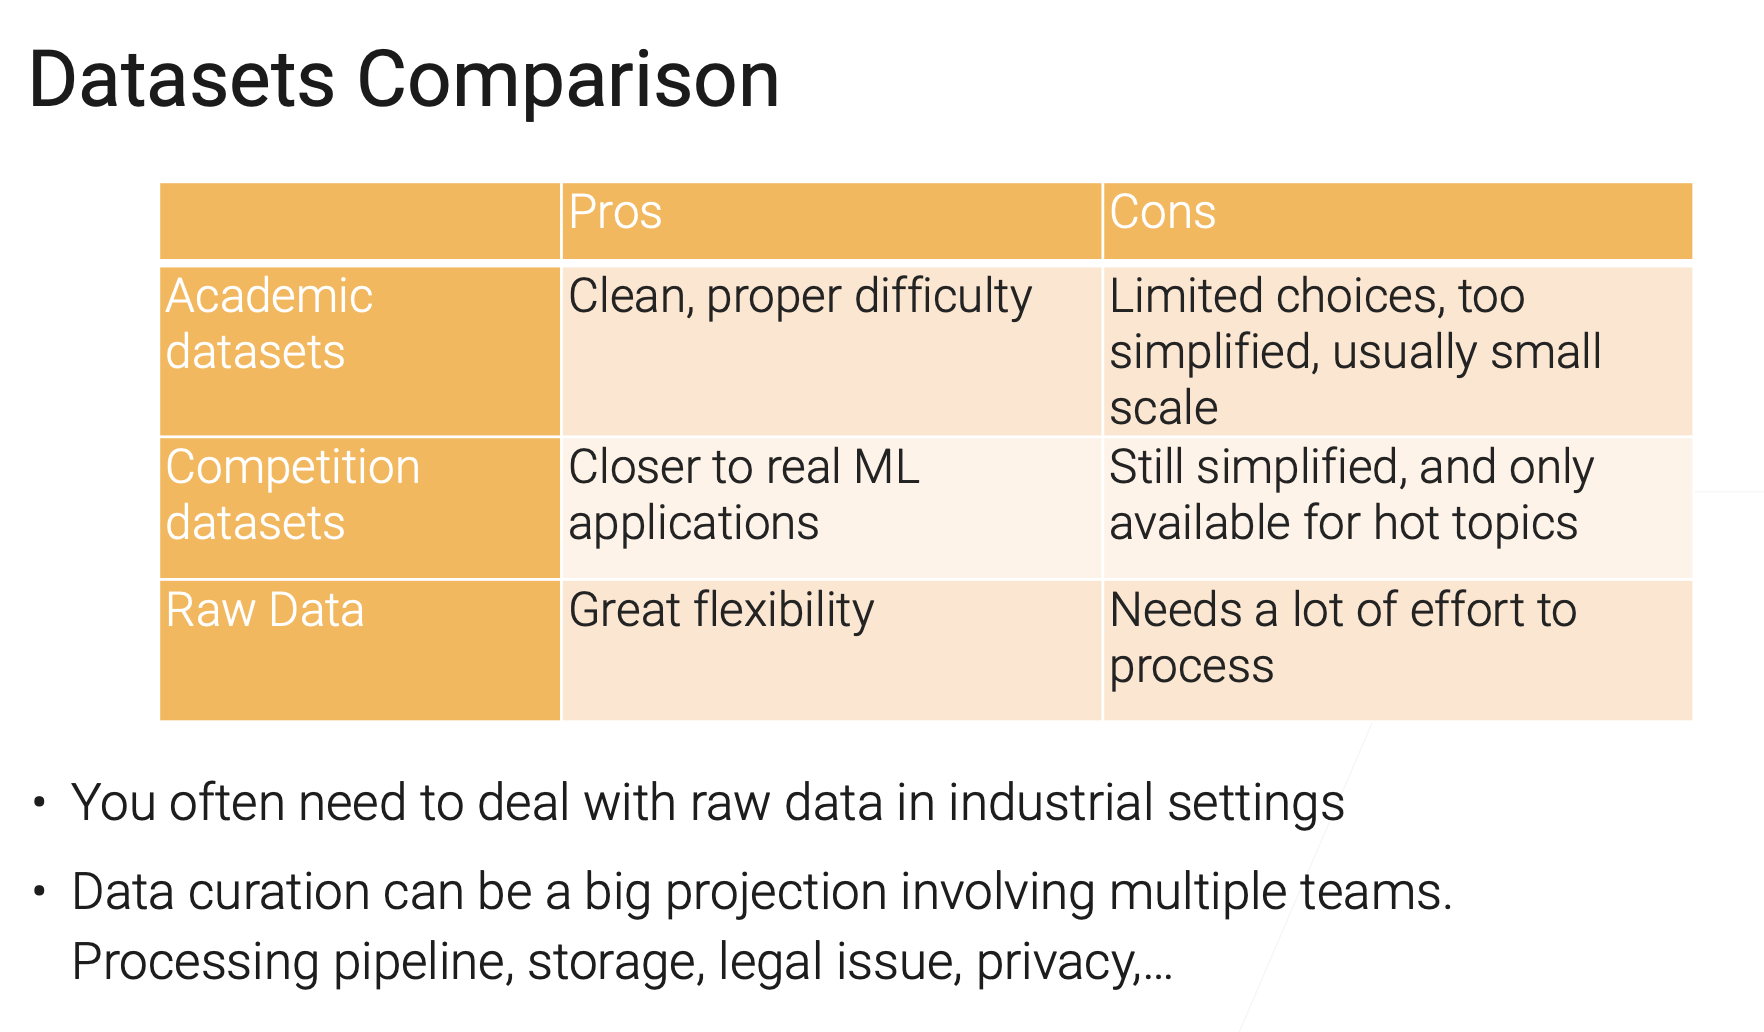 Datasets Comparison
Pros
Cons
Academic
datasets
Clean, proper difficulty
Limited choices, too
simplified, usually small
scale
Competition
datasets
Closer to real ML
applications
Still simplified, and only
available for hot topics
Raw Data
Great flexibility
Needs a lot of effort to
process
• You often need to deal with raw data in industrial settings
• Data curation can be a big projection involving multiple teams.
Processing pipeline, storage, legal issue, privacy,...